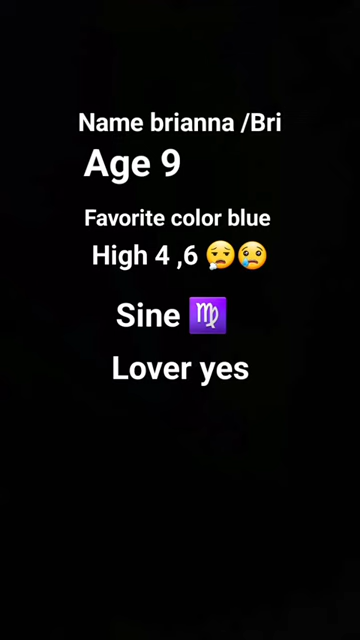 Name brianna /Bri
Age 9
Favorite color blue
High 4 ,6 😮‍💨😢
Sine ♍
Lover yes